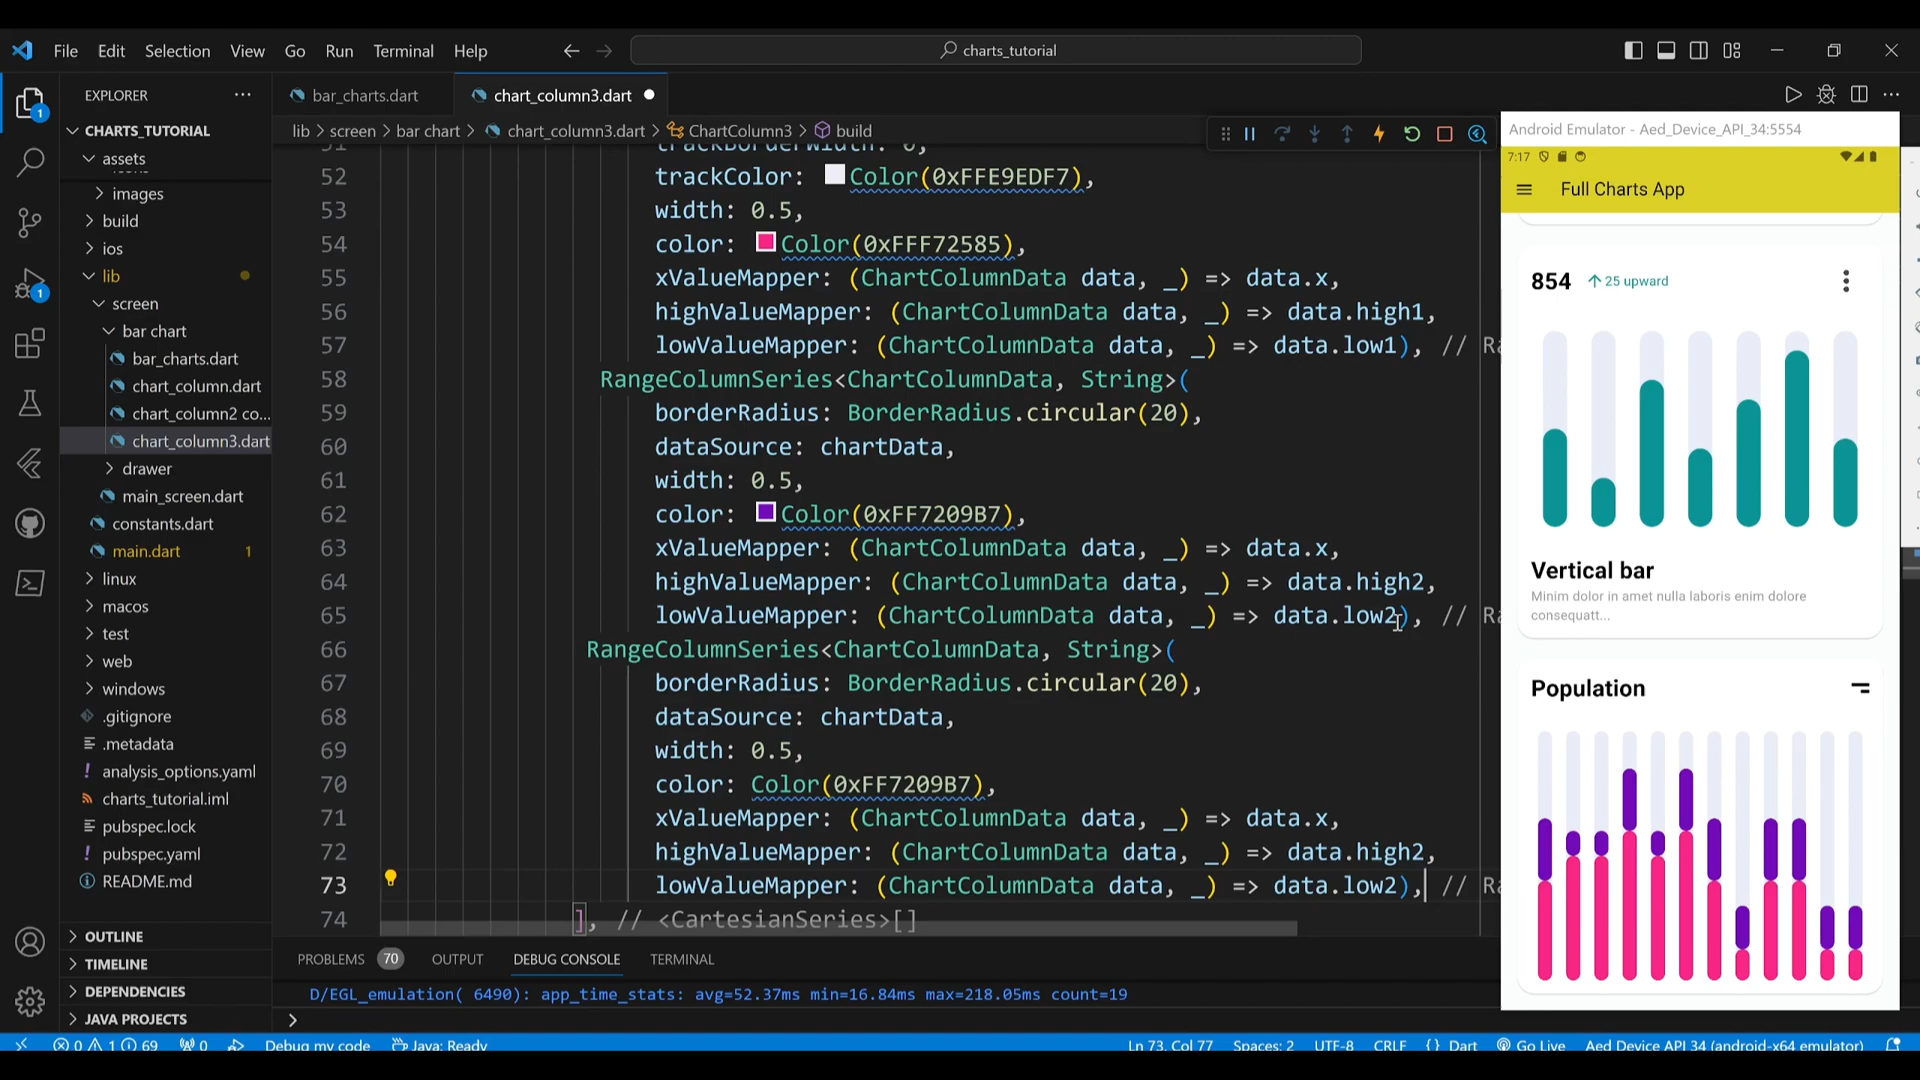 File Edit Selection View Go Run Terminal Help
charts_tutorial
EXPLORER
CHARTS_TUTORIAL
assets
images
build
ios
lib
screen
bar chart
bar_charts.dart
chart_column.dart
chart_column2 co...
chart_column3.dart
drawer
main_screen.dart
constants.dart
main.dart 1
linux
macos
test
web
windows
.gitignore
.metadata
analysis_options.yaml
charts_tutorial.iml
pubspec.lock
pubspec.yaml
README.md
OUTLINE
TIMELINE
DEPENDENCIES
JAVA PROJECTS
bar_charts.dart
chart_column3.dart
lib > screen > bar chart > chart_column3.dart > ChartColumn3 > build
52 trackColor: Color(0xFFE9EDF7),
53 width: 0.5,
54 color: Color(0xFFF72585),
55 xValueMapper: (ChartColumnData data, _) => data.x,
56 highValueMapper: (ChartColumnData data, _) => data.high1,
57 lowValueMapper: (ChartColumnData data, _) => data.low1), // Ra
58 RangeColumnSeries<ChartColumnData, String>(
59 borderRadius: BorderRadius.circular(20),
60 dataSource: chartData,
61 width: 0.5,
62 color: Color(0xFF7209B7),
63 xValueMapper: (ChartColumnData data, _) => data.x,
64 highValueMapper: (ChartColumnData data, _) => data.high2,
65 lowValueMapper: (ChartColumnData data, _) => data.low2), // Ra
66 RangeColumnSeries<ChartColumnData, String>(
67 borderRadius: BorderRadius.circular(20),
68 dataSource: chartData,
69 width: 0.5,
70 color: Color(0xFF7209B7),
71 xValueMapper: (ChartColumnData data, _) => data.x,
72 highValueMapper: (ChartColumnData data, _) => data.high2,
73 lowValueMapper: (ChartColumnData data, _) => data.low2), // Ra
74 ], // <CartesianSeries>[]
PROBLEMS 70 OUTPUT DEBUG CONSOLE TERMINAL
D/EGL_emulation( 6490): app_time_stats: avg=52.37ms min=16.84ms max=218.05ms count=19
Android Emulator - Aed_Device_API_34:5554
7:17
Full Charts App
854 25 upward
Vertical bar
Minim dolor in amet nulla laboris enim dolore
consequatt...
Population
0 1 69 0 Debug my code Java: Ready Ln 73, Col 77 Spaces: 2 UTF-8 CRLF {} Dart Go Live Aed Device API 34 (android-x64 emulator)